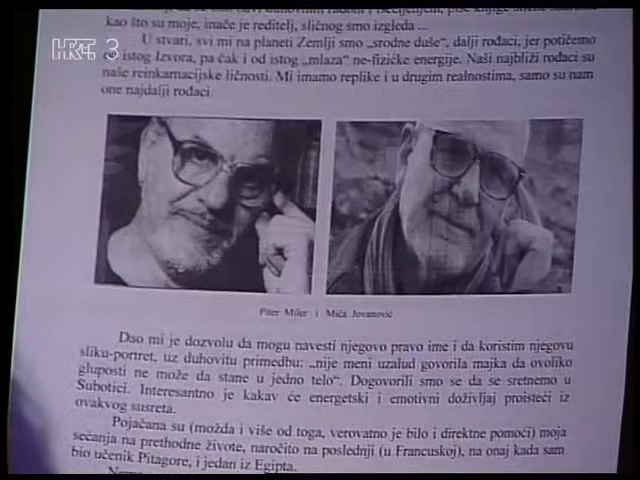 kao što su moje, inače je reditelj, sličnog smo izgleda ...
HRT 3
U stvari, svi mi na planeti Zemlji smo „srodne duše“, dalji rođaci, jer potičemo
od istog Izvora, pa čak i od istog „mlaza“ ne-fizičke energije. Naši najbliži rođaci su
naše reinkarnacijske ličnosti. Mi imamo replike i u drugim realnostima, samo su nam
one najdalji rođaci.
Piter Miler i Mića Jovanović
Dao mi je dozvolu da mogu navesti njegovo pravo ime i da koristim njegovu
sliku-portret, uz duhovitu primedbu: „nije meni uzalud govorila majka da ovoliko
gluposti ne može da stane u jedno telo“. Dogovorili smo se da se sretnemo u
Subotici. Interesantno je kakav će energetski i emotivni doživljaj proisteći iz
ovakvog susreta.
Pojačana su (možda i više od toga, verovatno je bilo i direktne pomoći) moja
sećanja na prethodne živote, naročito na poslednji (u Francuskoj), na onaj kada sam
bio učenik Pitagore, i jedan iz Egipta.